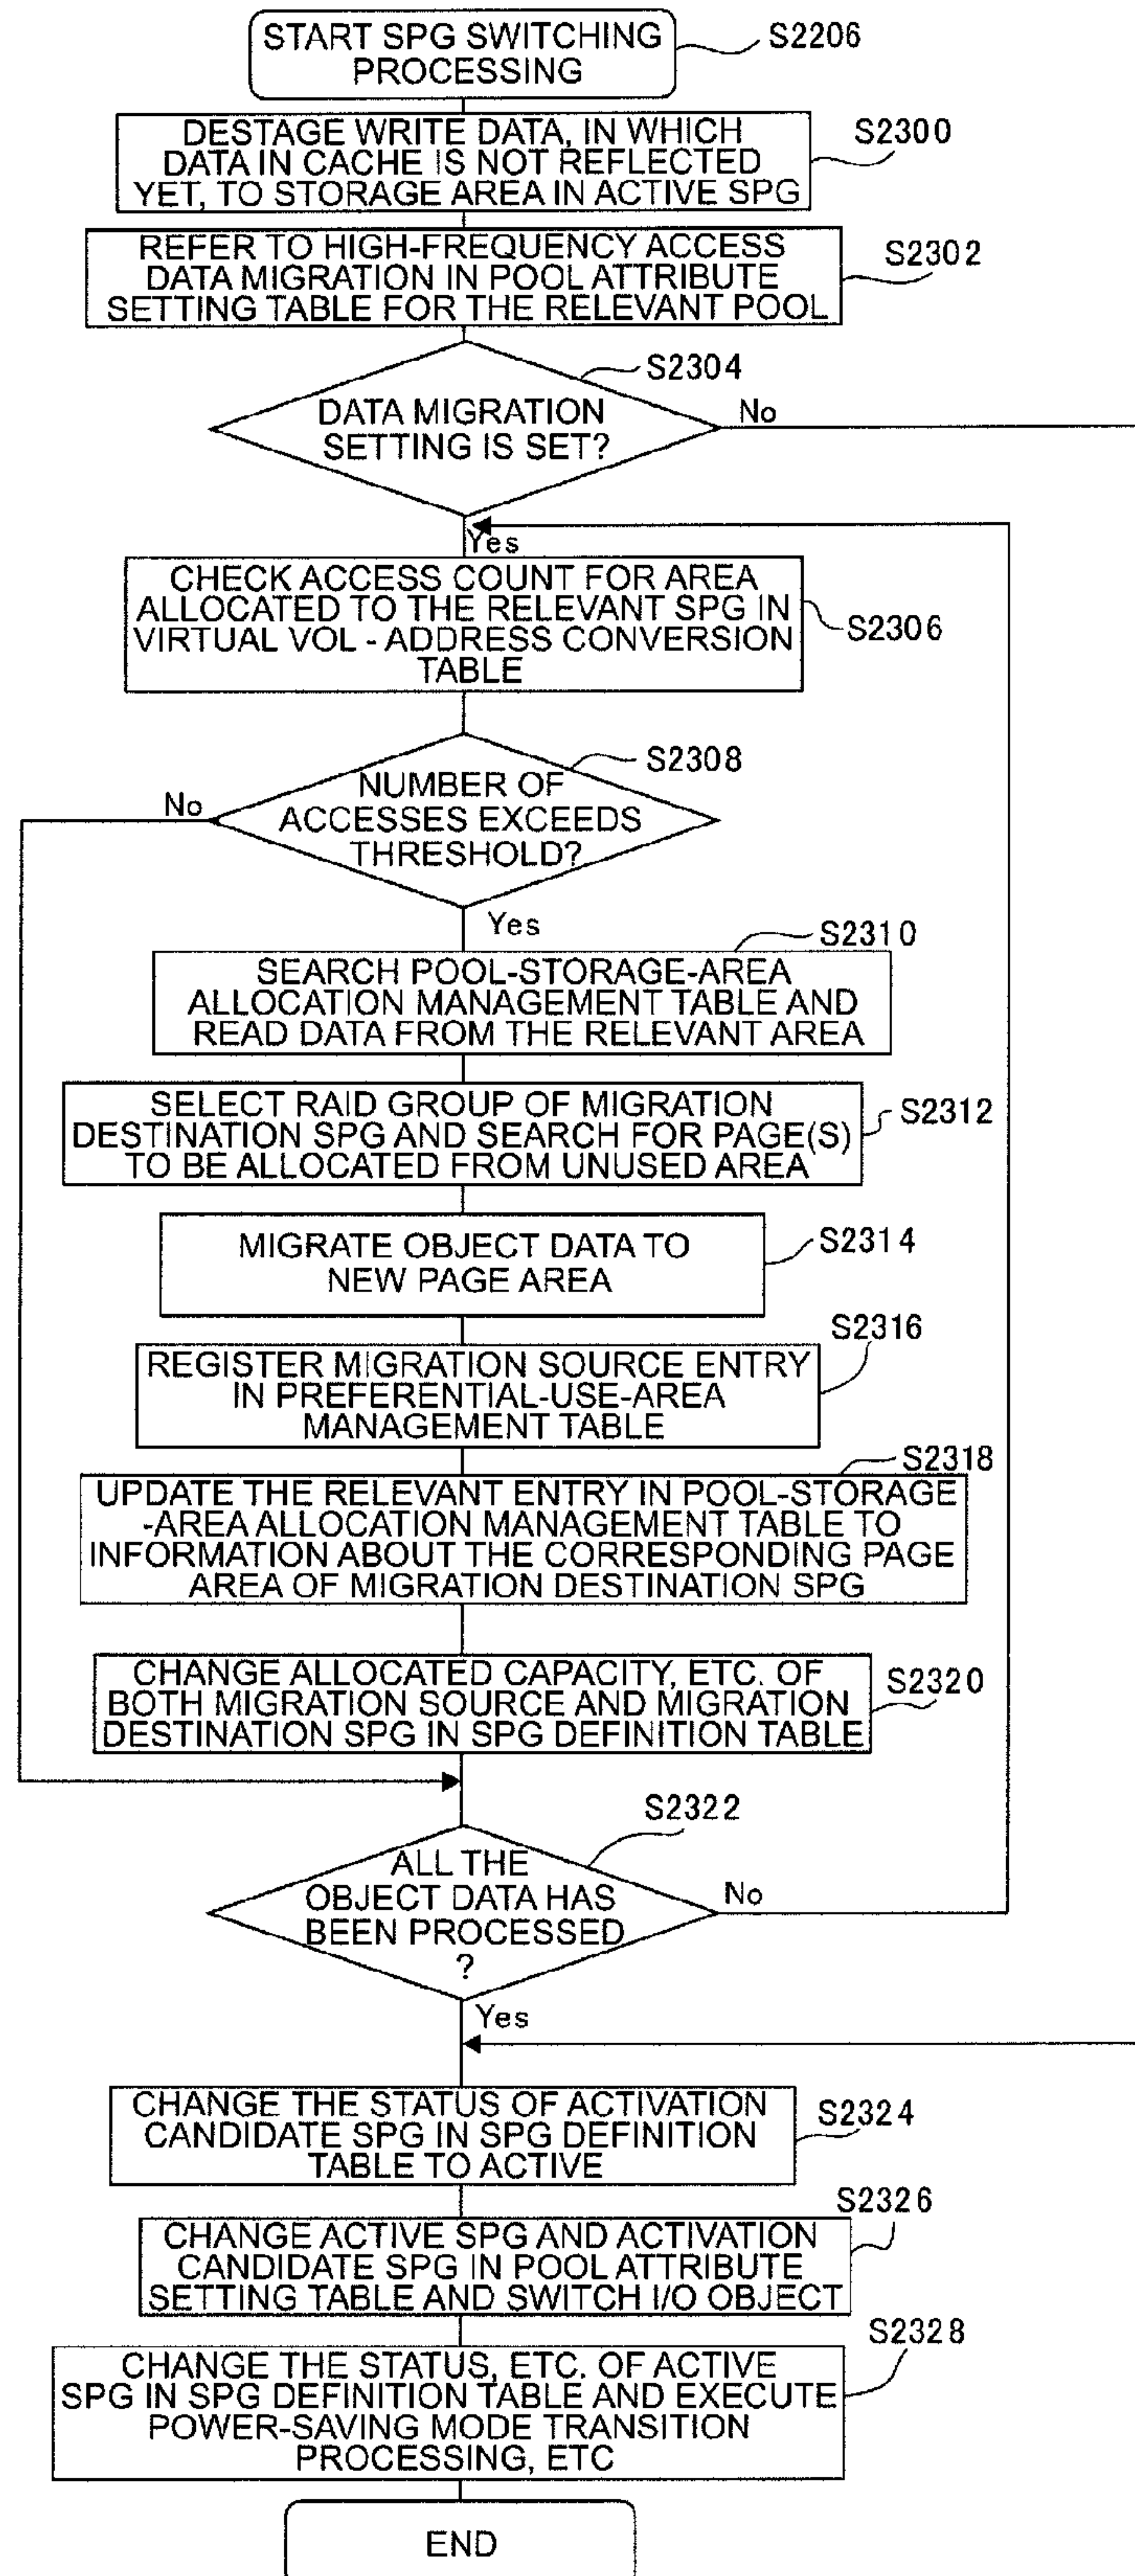 START SPG SWITCHING
PROCESSING
S2206
DESTAGE WRITE DATA, IN WHICH
DATA IN CACHE IS NOT REFLECTED
YET, TO STORAGE AREA IN ACTIVE SPG
S2300
REFER TO HIGH-FREQUENCY ACCESS
DATA MIGRATION IN POOL ATTRIBUTE
SETTING TABLE FOR THE RELEVANT POOL
S2302
S2304
DATA MIGRATION
SETTING IS SET?
No
Yes
CHECK ACCESS COUNT FOR AREA
ALLOCATED TO THE RELEVANT SPG IN
VIRTUAL VOL - ADDRESS CONVERSION
TABLE
S2306
S2308
NUMBER OF
ACCESSES EXCEEDS
THRESHOLD?
No
Yes
S2310
SEARCH POOL-STORAGE-AREA
ALLOCATION MANAGEMENT TABLE AND
READ DATA FROM THE RELEVANT AREA
SELECT RAID GROUP OF MIGRATION
DESTINATION SPG AND SEARCH FOR PAGE(S)
TO BE ALLOCATED FROM UNUSED AREA
S2312
MIGRATE OBJECT DATA TO
NEW PAGE AREA
S2314
S2316
REGISTER MIGRATION SOURCE ENTRY
IN PREFERENTIAL-USE-AREA
MANAGEMENT TABLE
S2318
UPDATE THE RELEVANT ENTRY IN POOL-STORAGE
-AREA ALLOCATION MANAGEMENT TABLE TO
INFORMATION ABOUT THE CORRESPONDING PAGE
AREA OF MIGRATION DESTINATION SPG
CHANGE ALLOCATED CAPACITY, ETC. OF
BOTH MIGRATION SOURCE AND MIGRATION
DESTINATION SPG IN SPG DEFINITION TABLE
S2320
S2322
ALL THE
OBJECT DATA HAS
BEEN PROCESSED
?
No
Yes
CHANGE THE STATUS OF ACTIVATION
CANDIDATE SPG IN SPG DEFINITION
TABLE TO ACTIVE
S2324
S2326
CHANGE ACTIVE SPG AND ACTIVATION
CANDIDATE SPG IN POOL ATTRIBUTE
SETTING TABLE AND SWITCH I/O OBJECT
S2328
CHANGE THE STATUS, ETC. OF ACTIVE
SPG IN SPG DEFINITION TABLE AND EXECUTE
POWER-SAVING MODE TRANSITION
PROCESSING, ETC
END